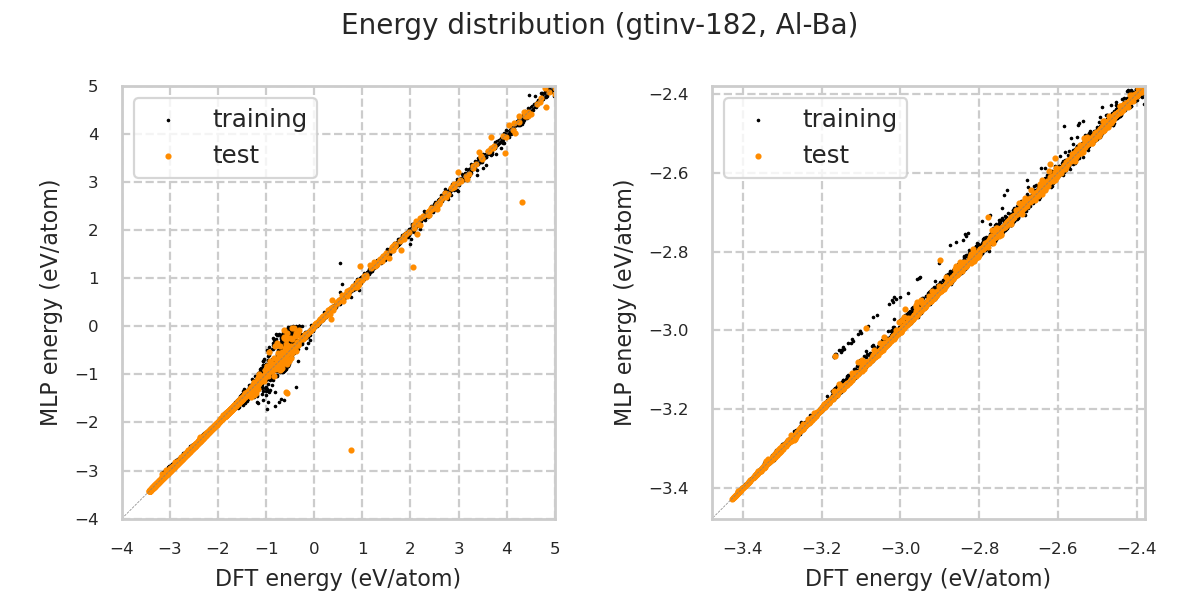 Energy distribution (gtinv-182, Al-Ba)
training
test
5
4
3
2
1
0
−1
−2
−3
−4
MLP energy (eV/atom)
−4 −3 −2 −1 0 1 2 3 4 5
DFT energy (eV/atom)
training
test
−2.4
−2.6
−2.8
−3.0
−3.2
−3.4
MLP energy (eV/atom)
−3.4 −3.2 −3.0 −2.8 −2.6 −2.4
DFT energy (eV/atom)